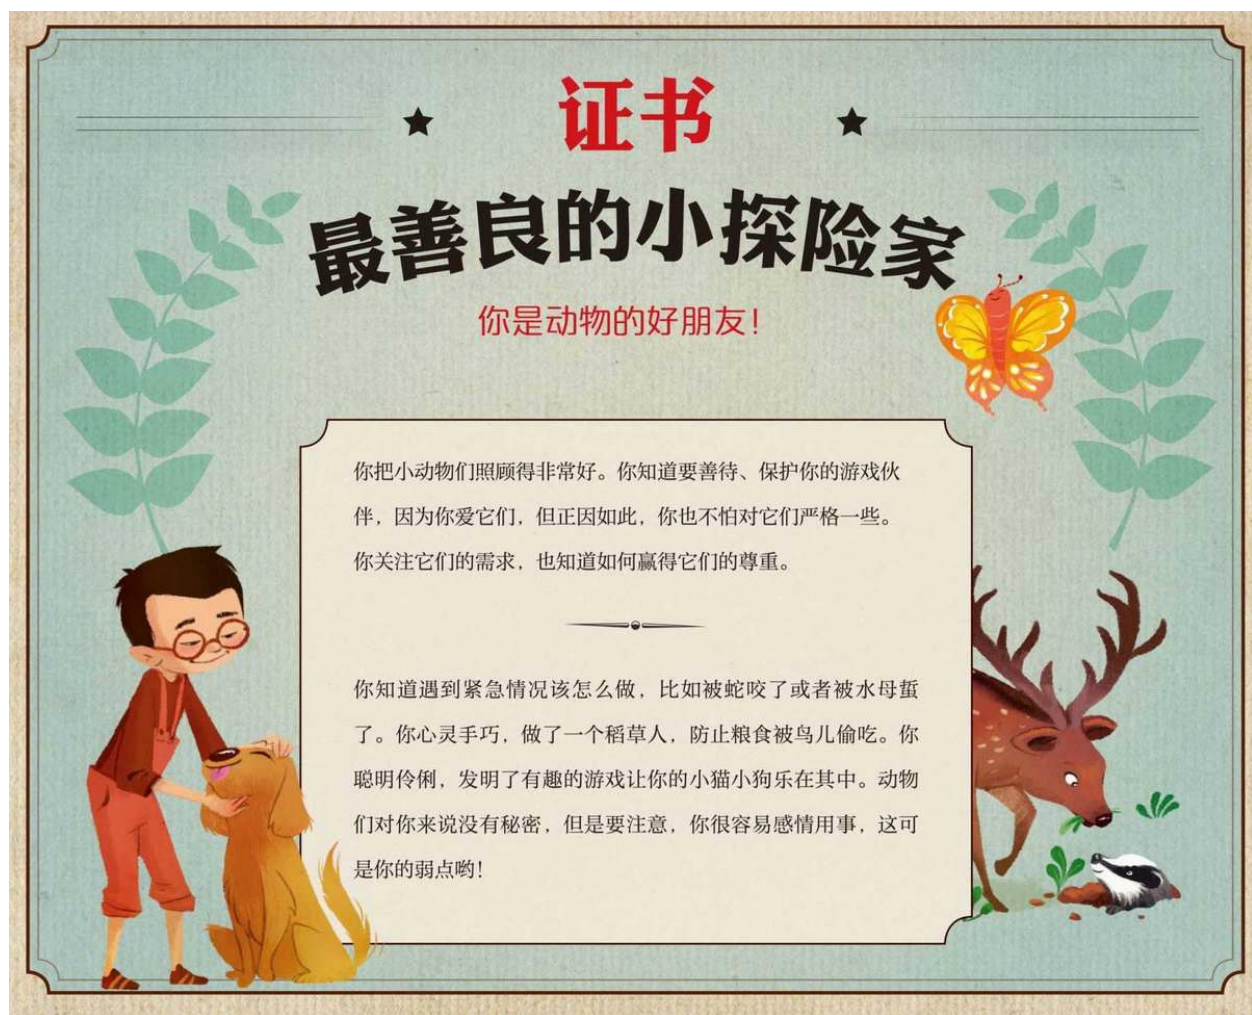 证书
最善良的小探险家
你是动物的好朋友！
你把小动物们照顾得非常好。你知道要善待、保护你的游戏伙
伴，因为你爱它们，但正因如此，你也不怕对它们严格一些。
你关注它们的需求，也知道如何赢得它们的尊重。
你知道遇到紧急情况该怎么做，比如被蛇咬了或者被水母蜇
了。你心灵手巧，做了一个稻草人，防止粮食被鸟儿偷吃。你
聪明伶俐，发明了有趣的游戏让你的小猫小狗乐在其中。动物
们对你来说没有秘密，但是要注意，你很容易感情用事，这可
是你的弱点哟！